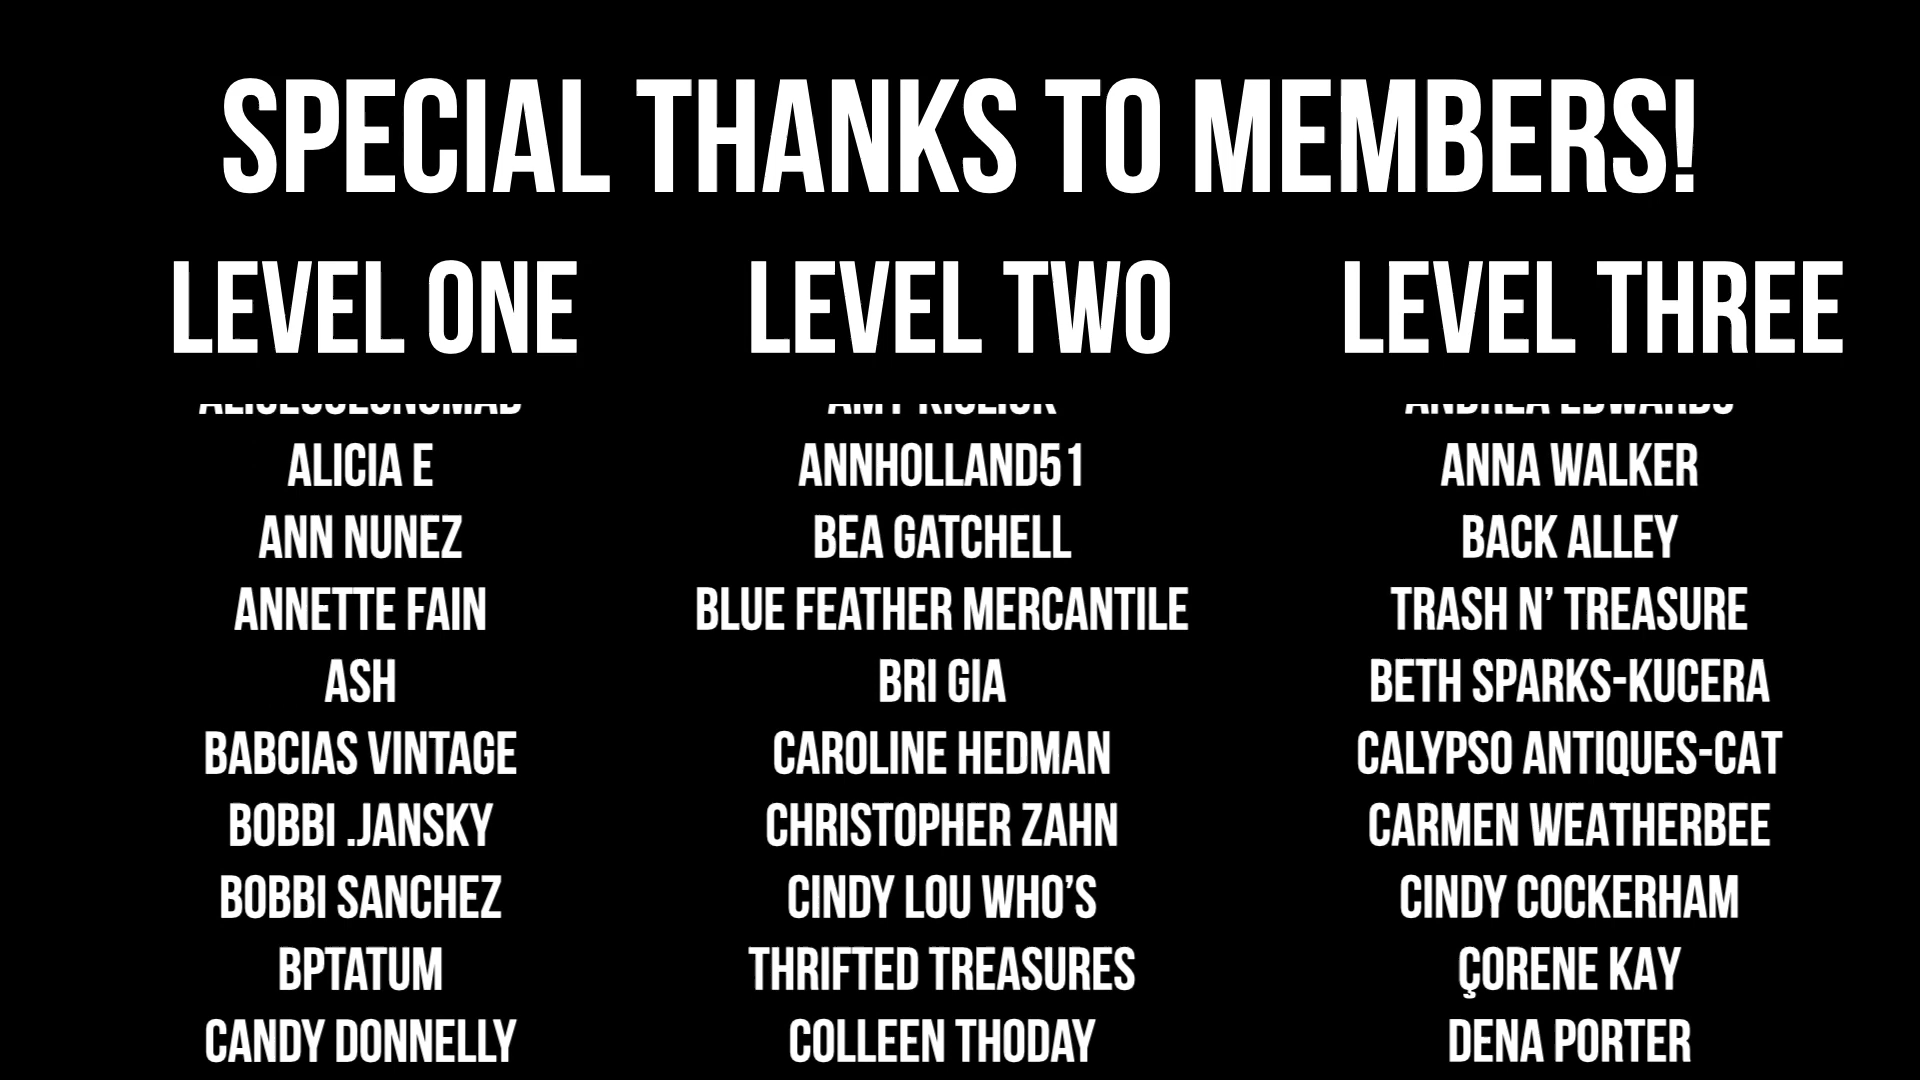 SPECIAL THANKS TO MEMBERS!
LEVEL ONE
ALICIA E
ANN NUNEZ
ANNETTE FAIN
ASH
BABCIAS VINTAGE
BOBBI .JANSKY
BOBBI SANCHEZ
BPTATUM
CANDY DONNELLY
LEVEL TWO
ANNHOLLAND51
BEA GATCHELL
BLUE FEATHER MERCANTILE
BRI GIA
CAROLINE HEDMAN
CHRISTOPHER ZAHN
CINDY LOU WHO’S
THRIFTED TREASURES
COLLEEN THODAY
LEVEL THREE
ANDREA EDWARDS
ANNA WALKER
BACK ALLEY
TRASH N’ TREASURE
BETH SPARKS-KUCERA
CALYPSO ANTIQUES-CAT
CARMEN WEATHERBEE
CINDY COCKERHAM
ÇORENE KAY
DENA PORTER